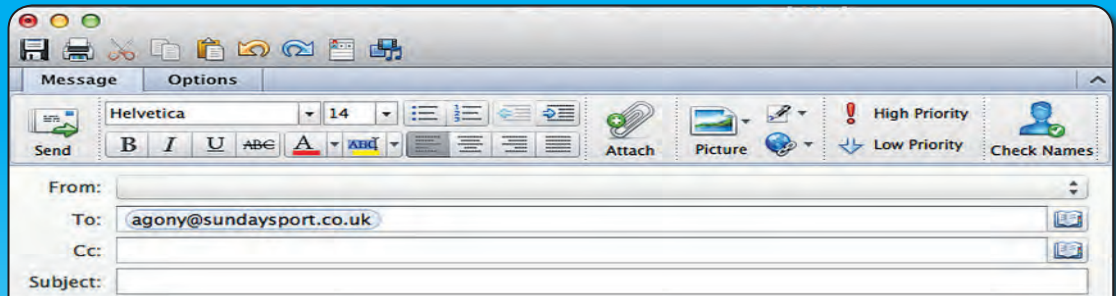 Message Options
Helvetica 14
Send B I U ABC A ABC Attach Picture High Priority Low Priority Check Names
From:
To: agony@sundaysport.co.uk
Cc:
Subject: